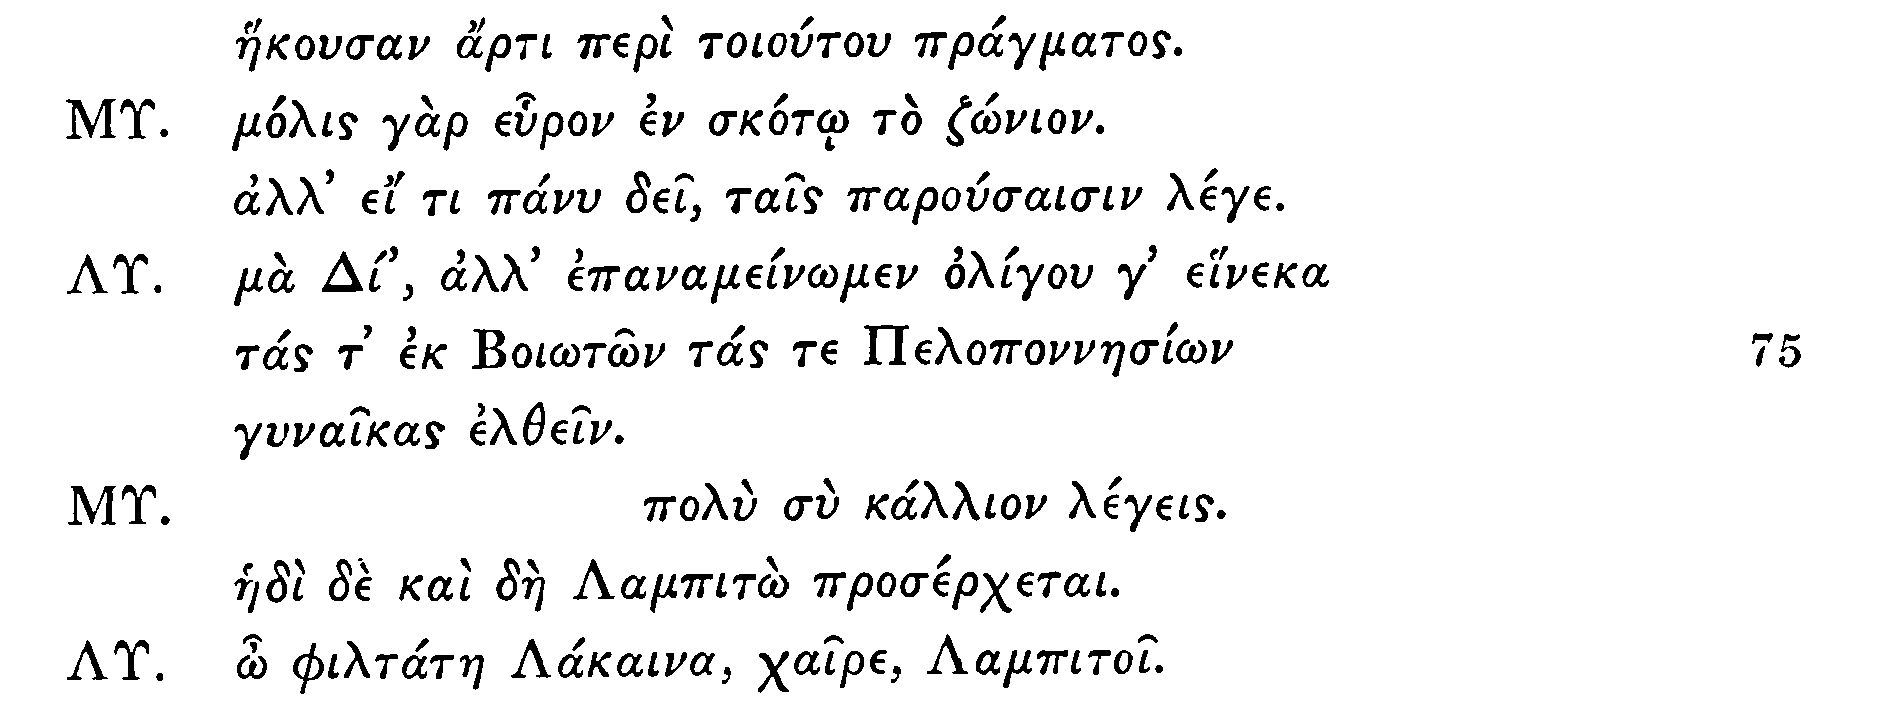 ἥκουσαν ἄρτι περὶ τοιούτου πράγματος.
ΜΥ. μόλις γὰρ εὗρον ἐν σκότῳ τὸ ζώνιον.
ἀλλ’ εἴ τι πάνυ δεῖ, ταῖς παρούσαισιν λέγε.
ΛΥ. μὰ Δί’, ἀλλ’ ἐπαναμείνωμεν ὀλίγου γ’ εἵνεκα
τάς τ’ ἐκ Βοιωτῶν τάς τε Πελοποννησίων 75
γυναῖκας ἐλθεῖν.
ΜΥ. πολὺ σὺ κάλλιον λέγεις.
ἡδὶ δὲ καὶ δὴ Λαμπιτὼ προσέρχεται.
ΛΥ. ὦ φιλτάτη Λάκαινα, χαῖρε, Λαμπιτοῖ.